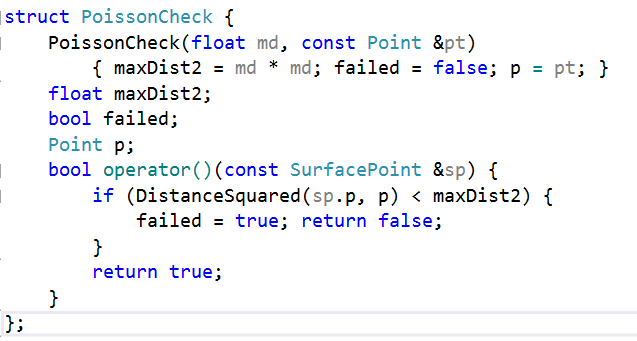 struct PoissonCheck {
    PoissonCheck(float md, const Point &pt)
        { maxDist2 = md * md; failed = false; p = pt; }
    float maxDist2;
    bool failed;
    Point p;
    bool operator()(const SurfacePoint &sp) {
        if (DistanceSquared(sp.p, p) < maxDist2) {
            failed = true; return false;
        }
        return true;
    }
};